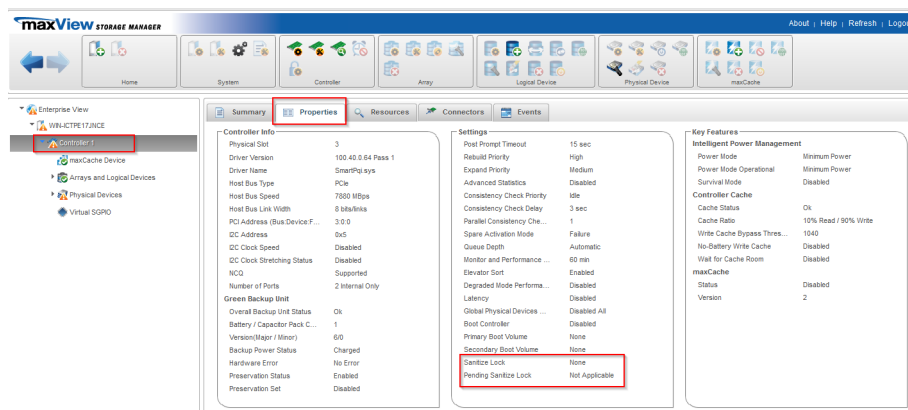 maxView STORAGE MANAGER
About | Help | Refresh | Logou
Home
System
Controller
Array
Logical Device
Physical Device
maxCache
Enterprise View
WIN-ICTPE17JNCE
Controller 1
maxCache Device
Arrays and Logical Devices
Physical Devices
Virtual SGPIO
Summary
Properties
Resources
Connectors
Events
Controller Info
Physical Slot 3
Driver Version 100.40.0.64 Pass 1
Driver Name SmartPqi.sys
Host Bus Type PCIe
Host Bus Speed 7880 MBps
Host Bus Link Width 8 bits/links
PCI Address (Bus:Device:F... 3:0:0
I2C Address 0x5
I2C Clock Speed Disabled
I2C Clock Stretching Status Disabled
NCQ Supported
Number of Ports 2 Internal Only
Green Backup Unit
Overall Backup Unit Status Ok
Battery / Capacitor Pack C... 1
Version(Major / Minor) 6/0
Backup Power Status Charged
Hardware Error No Error
Preservation Status Enabled
Preservation Set Disabled
Settings
Post Prompt Timeout 15 sec
Rebuild Priority High
Expand Priority Medium
Advanced Statistics Disabled
Consistency Check Priority Idle
Consistency Check Delay 3 sec
Parallel Consistency Che... 1
Spare Activation Mode Failure
Queue Depth Automatic
Monitor and Performance ... 60 min
Elevator Sort Enabled
Degraded Mode Performa... Disabled
Latency Disabled
Global Physical Devices ... Disabled All
Boot Controller Disabled
Primary Boot Volume None
Secondary Boot Volume None
Sanitize Lock None
Pending Sanitize Lock Not Applicable
Key Features
Intelligent Power Management
Power Mode Minimum Power
Power Mode Operational Minimum Power
Survival Mode Disabled
Controller Cache
Cache Status Ok
Cache Ratio 10% Read / 90% Write
Write Cache Bypass Thres... 1040
No-Battery Write Cache Disabled
Wait for Cache Room Disabled
maxCache
Status Disabled
Version 2